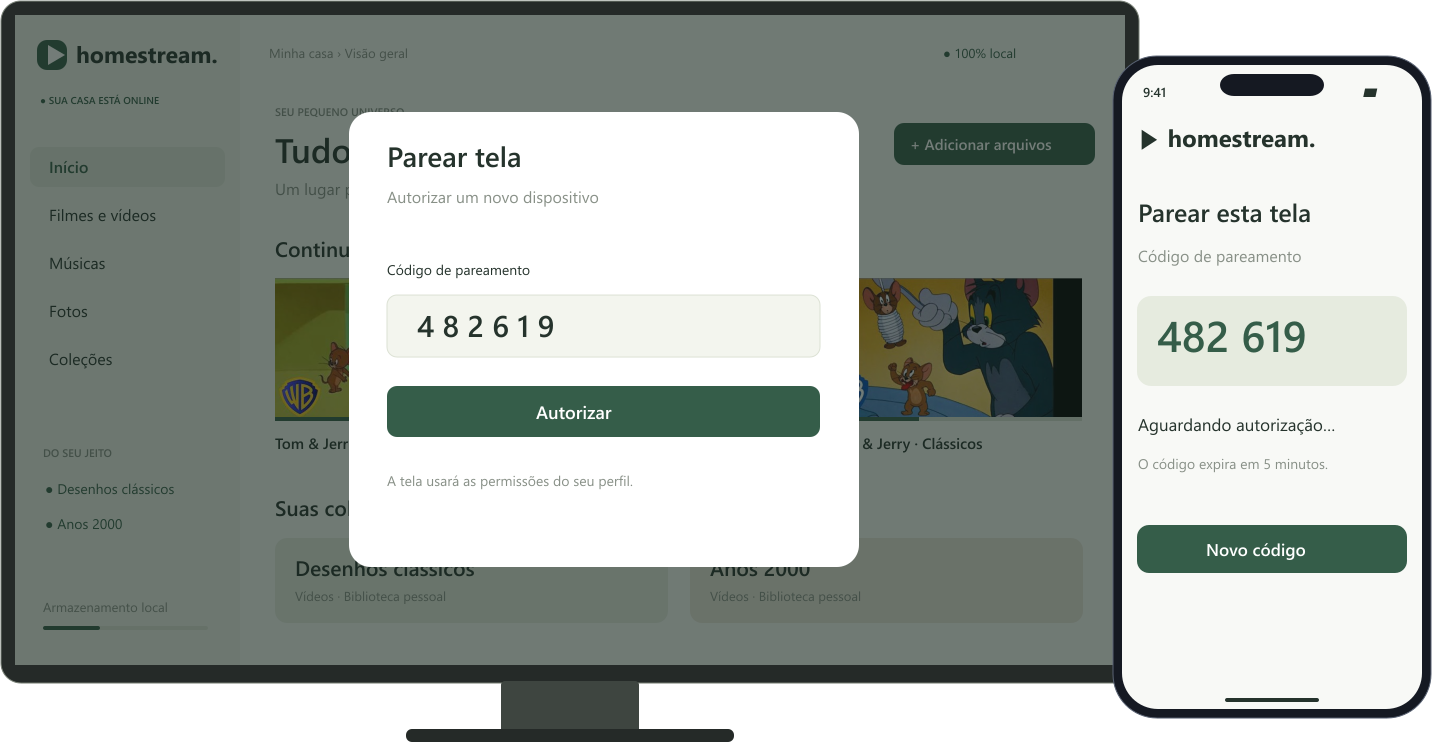 homestream.
● SUA CASA ESTÁ ONLINE
Início
Filmes e vídeos
Músicas
Fotos
Coleções
DO SEU JEITO
● Desenhos clássicos
● Anos 2000
Armazenamento local
Minha casa › Visão geral
● 100% local
SEU PEQUENO UNIVERSO
Tudo
Um lugar
+ Adicionar arquivos
Continu
WB
Tom & Jerr
& Jerry · Clássicos
Suas co
Desenhos clássicos
Vídeos · Biblioteca pessoal
Anos 2000
Vídeos · Biblioteca pessoal
Parear tela
Autorizar um novo dispositivo
Código de pareamento
4 8 2 6 1 9
Autorizar
A tela usará as permissões do seu perfil.
9:41
homestream.
Parear esta tela
Código de pareamento
482 619
Aguardando autorização...
O código expira em 5 minutos.
Novo código